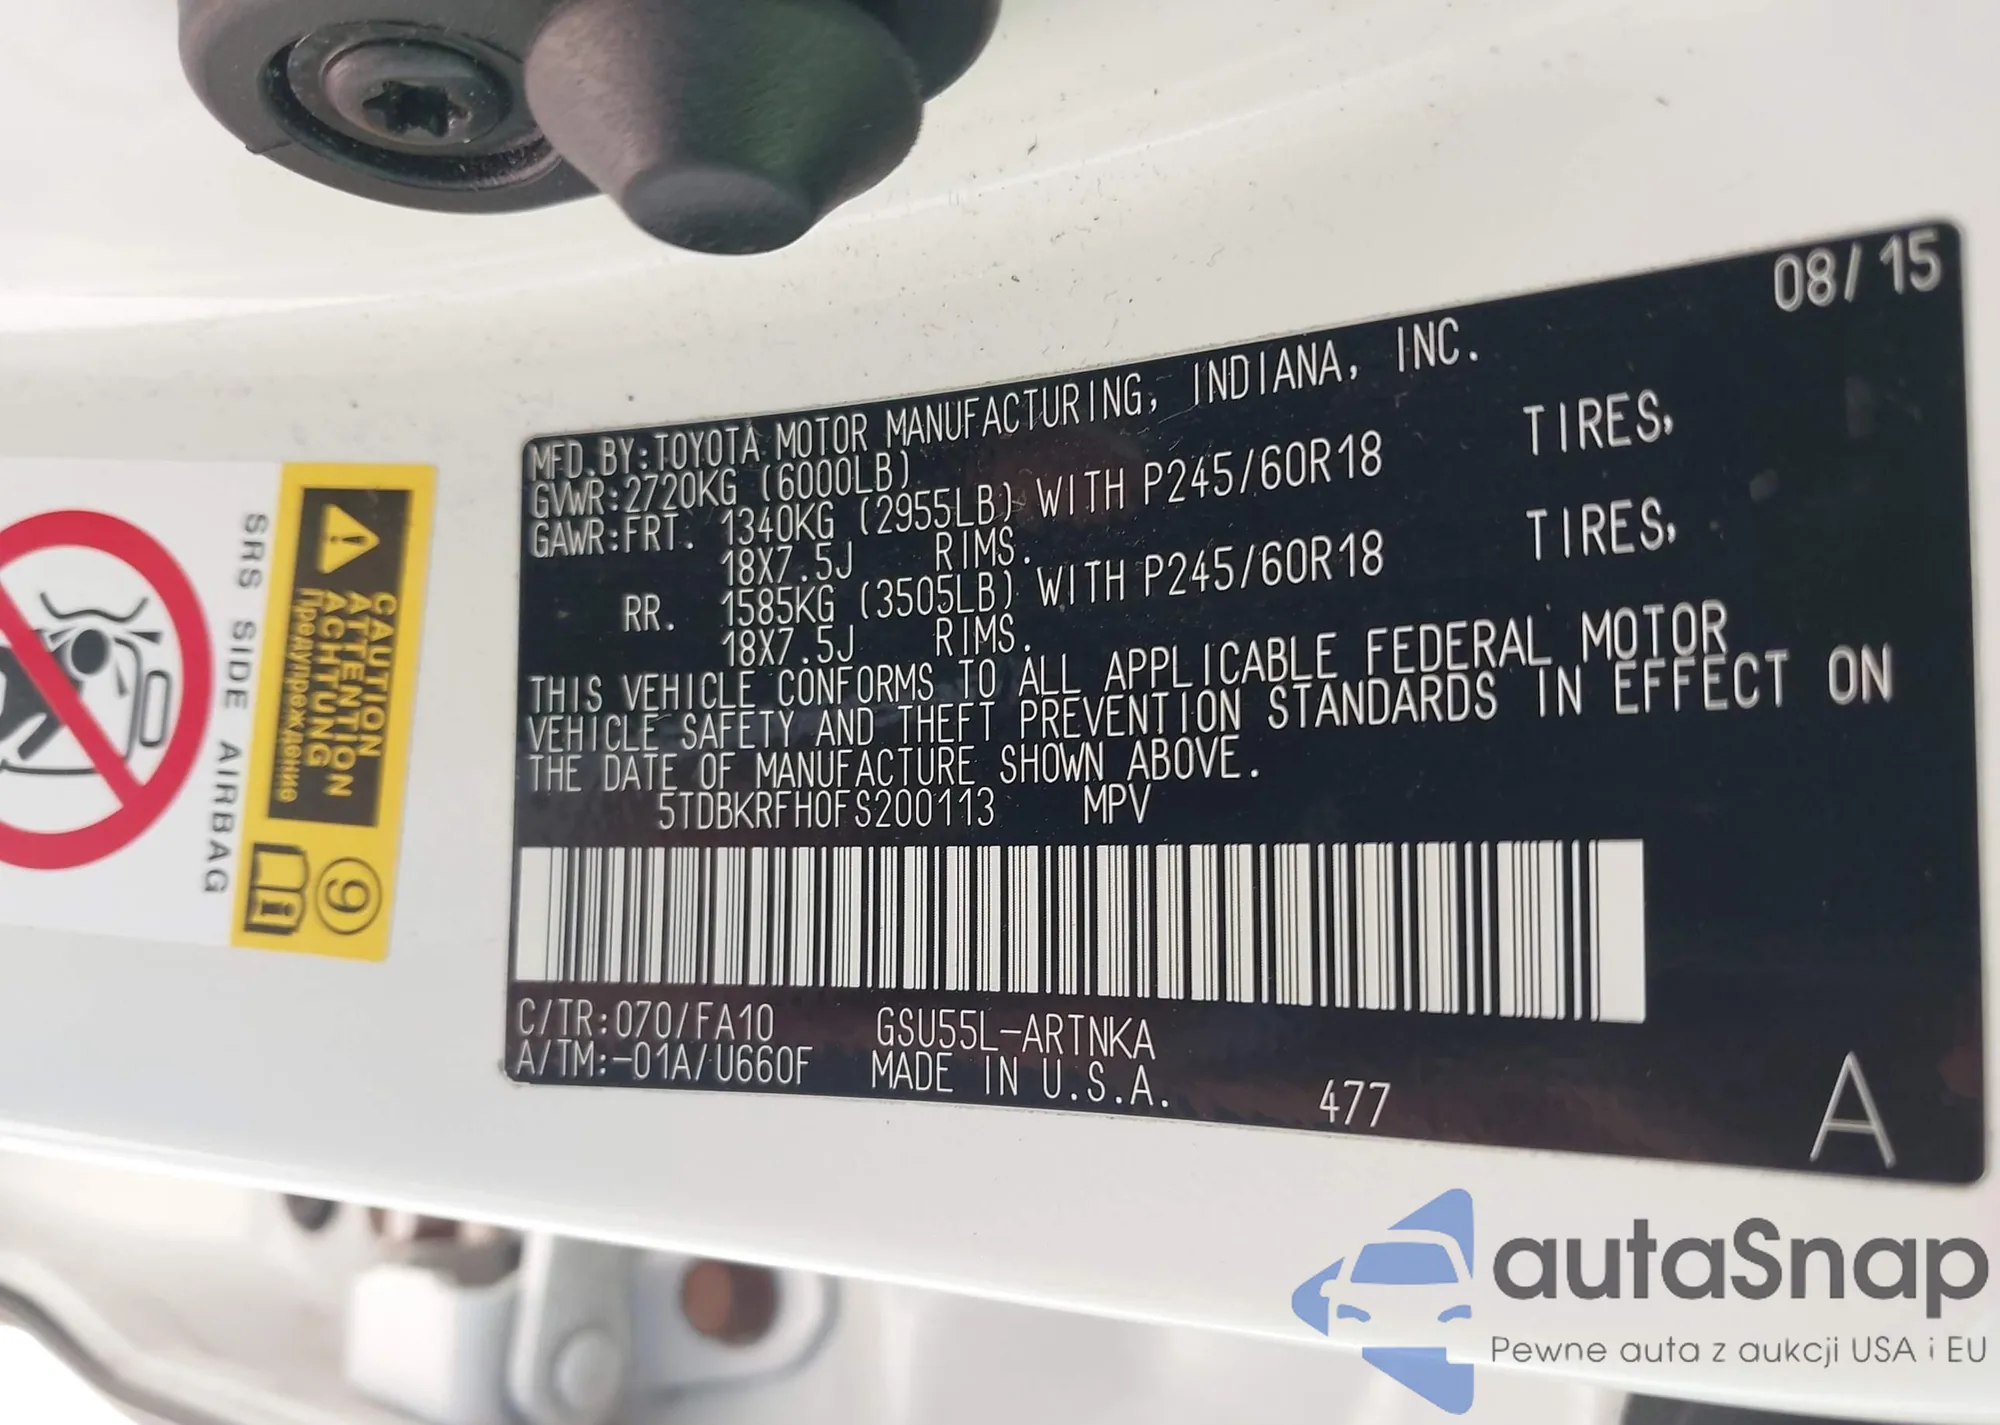 08/15
MFD.BY:TOYOTA MOTOR MANUFACTURING, INDIANA, INC.
GVWR:2720KG (6000LB)
GAWR:FRT. 1340KG (2955LB) WITH P245/60R18 TIRES,
18X7.5J RIMS.
RR. 1585KG (3505LB) WITH P245/60R18 TIRES,
18X7.5J RIMS.
THIS VEHICLE CONFORMS TO ALL APPLICABLE FEDERAL MOTOR
VEHICLE SAFETY AND THEFT PREVENTION STANDARDS IN EFFECT ON
THE DATE OF MANUFACTURE SHOWN ABOVE.
5TDBKRFH0FS200113 MPV
C/TR:070/FA10 GSU55L-ARTNKA
A/TM:-01A/U660F MADE IN U.S.A. 477
A
CAUTION
ATTENTION
ACHTUNG
Предупреждение
9
SRS SIDE AIRBAG
autaSnap
Pewne auta z aukcji USA i EU